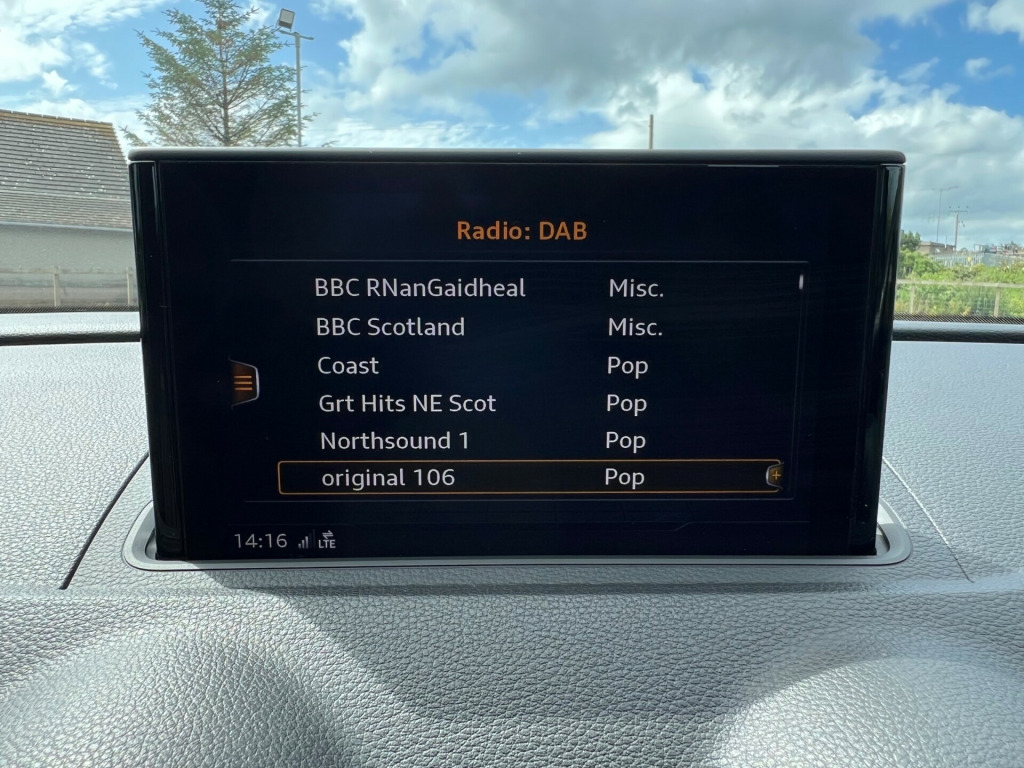 Radio: DAB
BBC RNanGaidheal Misc.
BBC Scotland Misc.
Coast Pop
Grt Hits NE Scot Pop
Northsound 1 Pop
original 106 Pop
14:16 LTE